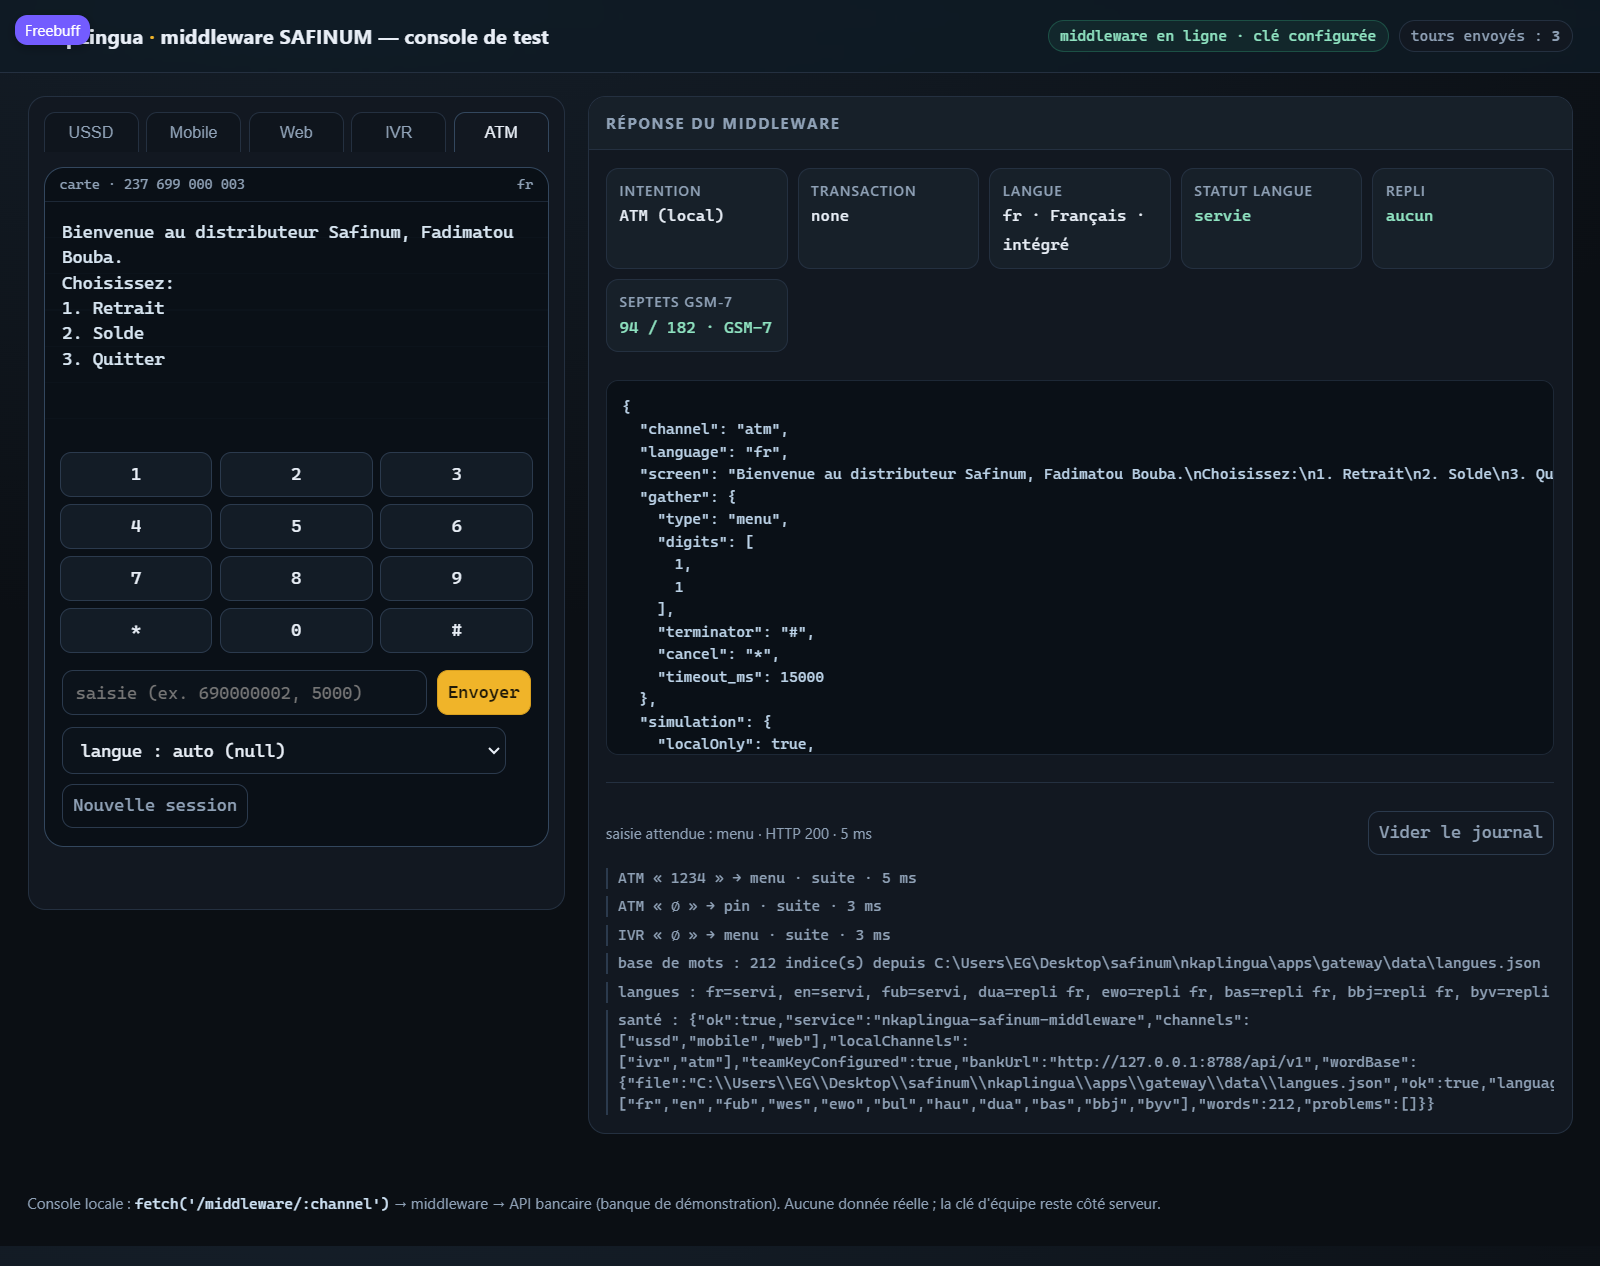 Freebuff
lingua · middleware SAFINUM — console de test
middleware en ligne · clé configurée
tours envoyés : 3
USSD
Mobile
Web
IVR
ATM
carte · 237 699 000 003
fr
Bienvenue au distributeur Safinum, Fadimatou
Bouba.
Choisissez:
1. Retrait
2. Solde
3. Quitter
1
2
3
4
5
6
7
8
9
*
0
#
saisie (ex. 690000002, 5000)
Envoyer
langue : auto (null)
Nouvelle session
RÉPONSE DU MIDDLEWARE
INTENTION
ATM (local)
TRANSACTION
none
LANGUE
fr · Français ·
intégré
STATUT LANGUE
servie
REPLI
aucun
SEPTETS GSM-7
94 / 182 · GSM-7
{
"channel": "atm",
"language": "fr",
"screen": "Bienvenue au distributeur Safinum, Fadimatou Bouba.\nChoisissez:\n1. Retrait\n2. Solde\n3. Qu
"gather": {
"type": "menu",
"digits": [
1,
1
],
"terminator": "#",
"cancel": "*",
"timeout_ms": 15000
},
"simulation": {
"localOnly": true,
saisie attendue : menu · HTTP 200 · 5 ms
Vider le journal
ATM « 1234 » → menu · suite · 5 ms
ATM « ∅ » → pin · suite · 3 ms
IVR « ∅ » → menu · suite · 3 ms
base de mots : 212 indice(s) depuis C:\Users\EG\Desktop\safinum\nkaplingua\apps\gateway\data\langues.json
langues : fr=servi, en=servi, fub=servi, dua=repli fr, ewo=repli fr, bas=repli fr, bbj=repli fr, byv=repli
santé : {"ok":true,"service":"nkaplingua-safinum-middleware","channels":
["ussd","mobile","web"],"localChannels":
["ivr","atm"],"teamKeyConfigured":true,"bankUrl":"http://127.0.0.1:8788/api/v1","wordBase":
{"file":"C:\\Users\\EG\\Desktop\\safinum\\nkaplingua\\apps\\gateway\\data\\langues.json","ok":true,"languag
["fr","en","fub","wes","ewo","bul","hau","dua","bas","bbj","byv"],"words":212,"problems":[]}}
Console locale : fetch('/middleware/:channel') → middleware → API bancaire (banque de démonstration). Aucune donnée réelle ; la clé d'équipe reste côté serveur.